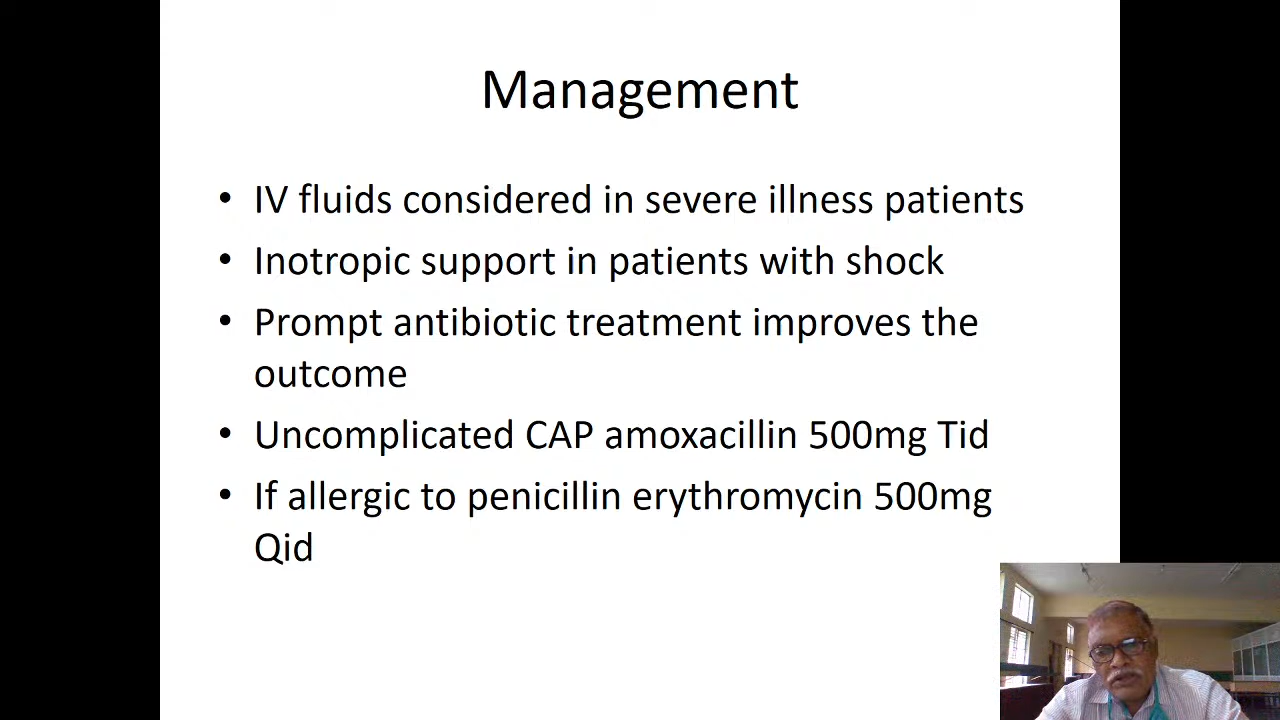 Management
• IV fluids considered in severe illness patients
• Inotropic support in patients with shock
• Prompt antibiotic treatment improves the
outcome
• Uncomplicated CAP amoxacillin 500mg Tid
• If allergic to penicillin erythromycin 500mg
Qid